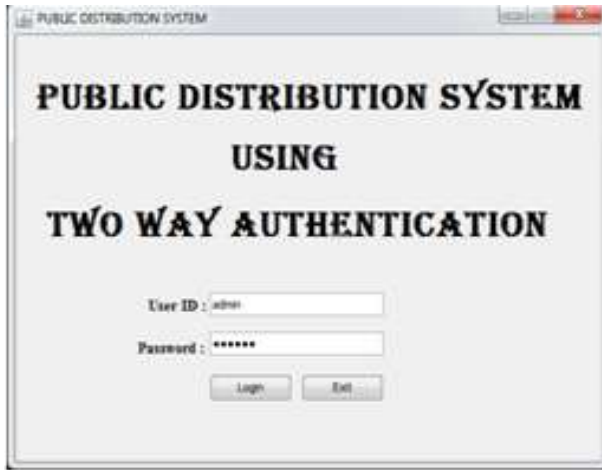 PUBLIC DISTRIBUTION SYSTEM
PUBLIC DISTRIBUTION SYSTEM
USING
TWO WAY AUTHENTICATION
User ID : admin
Password : ••••••
Login Exit